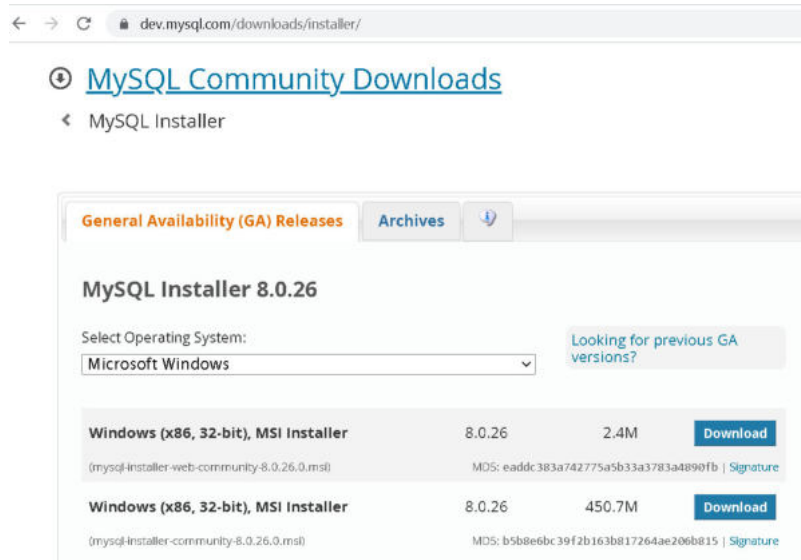 dev.mysql.com/downloads/installer/
MySQL Community Downloads
MySQL Installer
General Availability (GA) Releases Archives
MySQL Installer 8.0.26
Select Operating System:
Looking for previous GA
versions?
Microsoft Windows
Windows (x86, 32-bit), MSI Installer 8.0.26 2.4M Download
(mysql-installer-web-community-8.0.26.0.msi) MD5: eaddc383a742775a5b33a3783a4890fb | Signature
Windows (x86, 32-bit), MSI Installer 8.0.26 450.7M Download
(mysql-installer-community-8.0.26.0.msi) MD5: b5b8e6bc39f2b163b817264ae206b815 | Signature